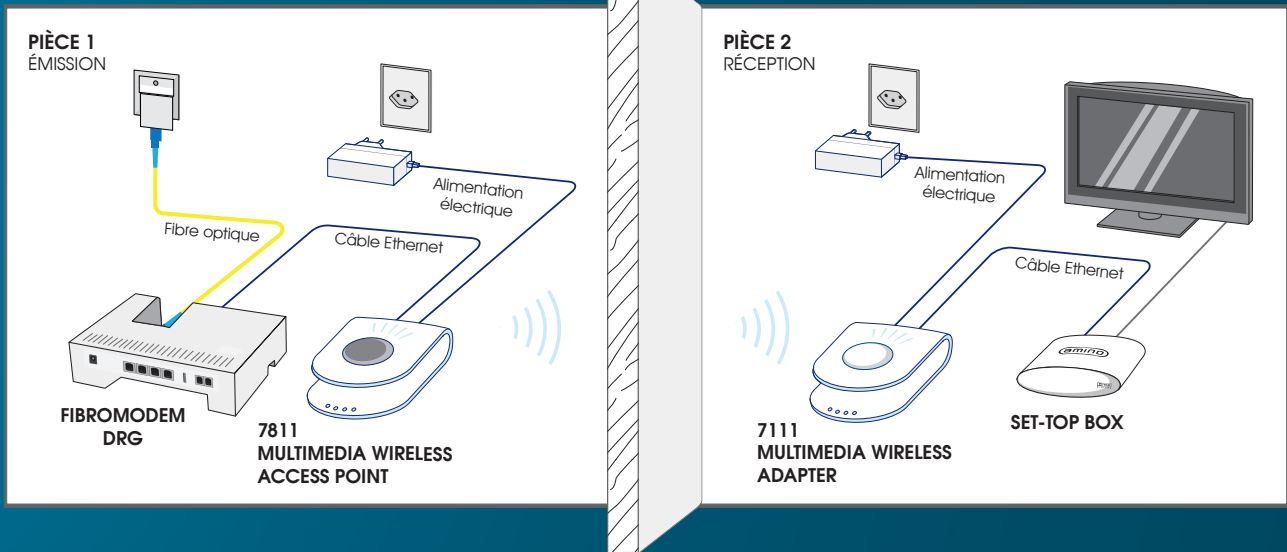 PIÈCE 1
ÉMISSION
Fibre optique
Câble Ethernet
Alimentation
électrique
FIBROMODEM
DRG
7811
MULTIMEDIA WIRELESS
ACCESS POINT
PIÈCE 2
RÉCEPTION
Alimentation
électrique
Câble Ethernet
amino
7111
MULTIMEDIA WIRELESS
ADAPTER
SET-TOP BOX